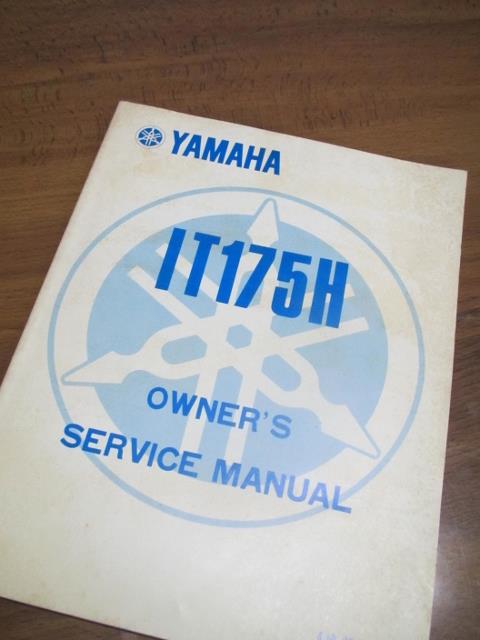 YAMAHA
IT175H
OWNER'S
SERVICE MANUAL